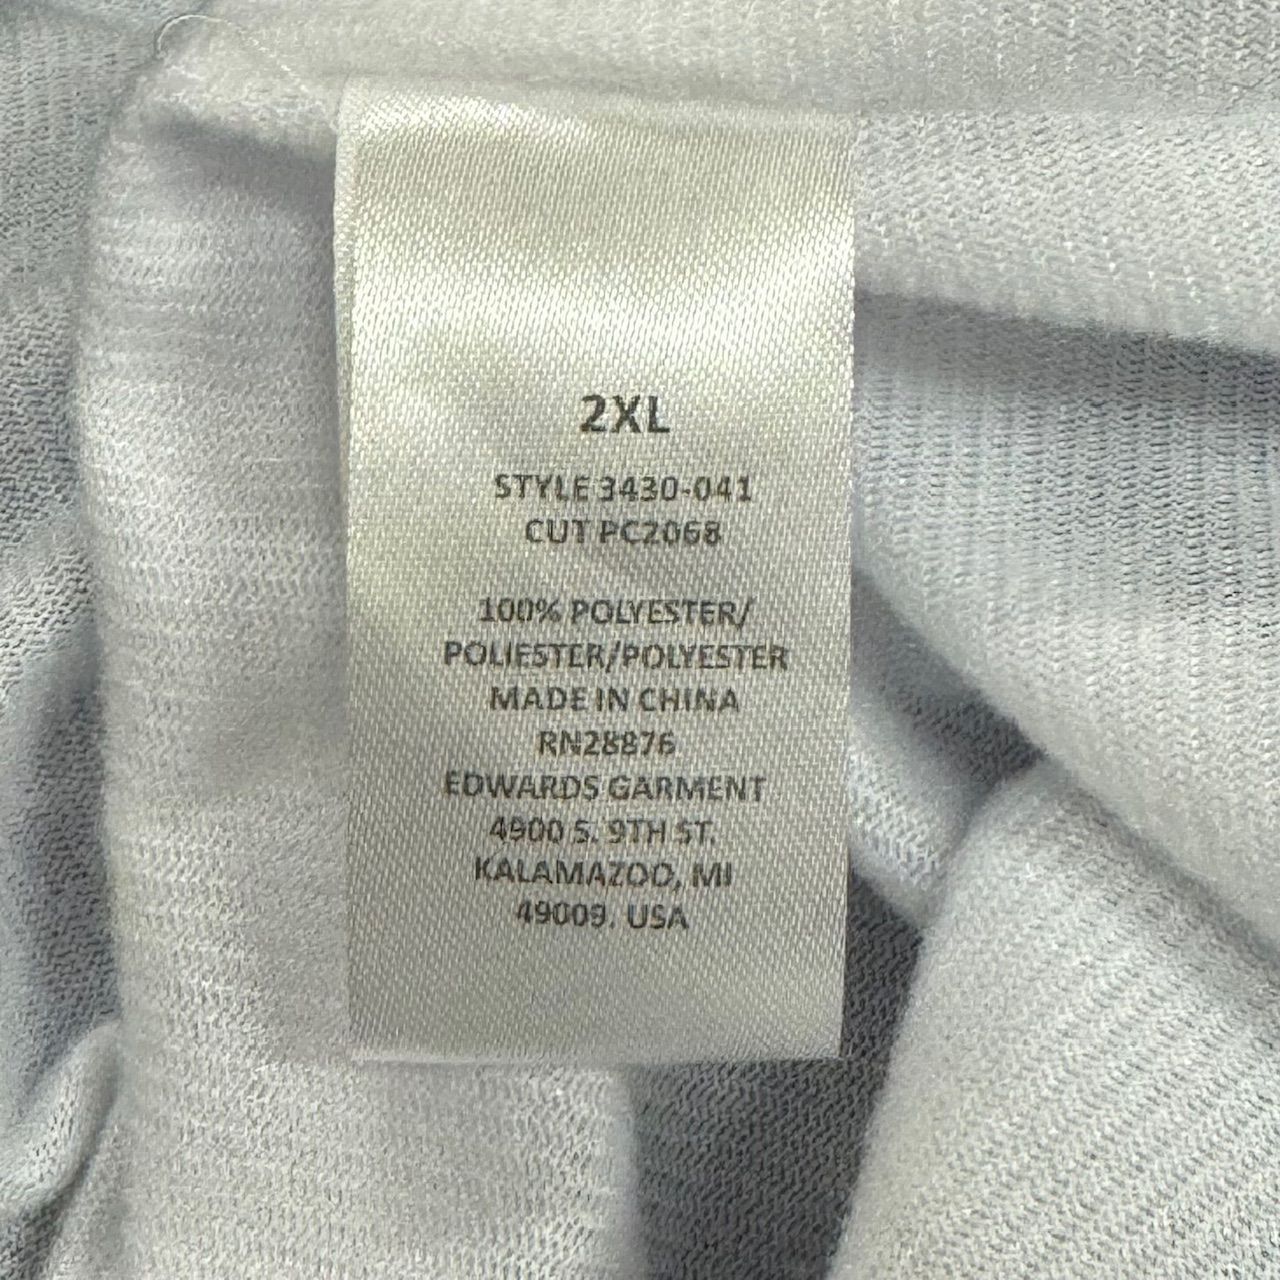 2XL
STYLE 3430-041
CUT PC2068
100% POLYESTER/
POLIESTER/POLYESTER
MADE IN CHINA
RN28876
EDWARDS GARMENT
4900 S. 9TH ST.
KALAMAZOO, MI
49009. USA